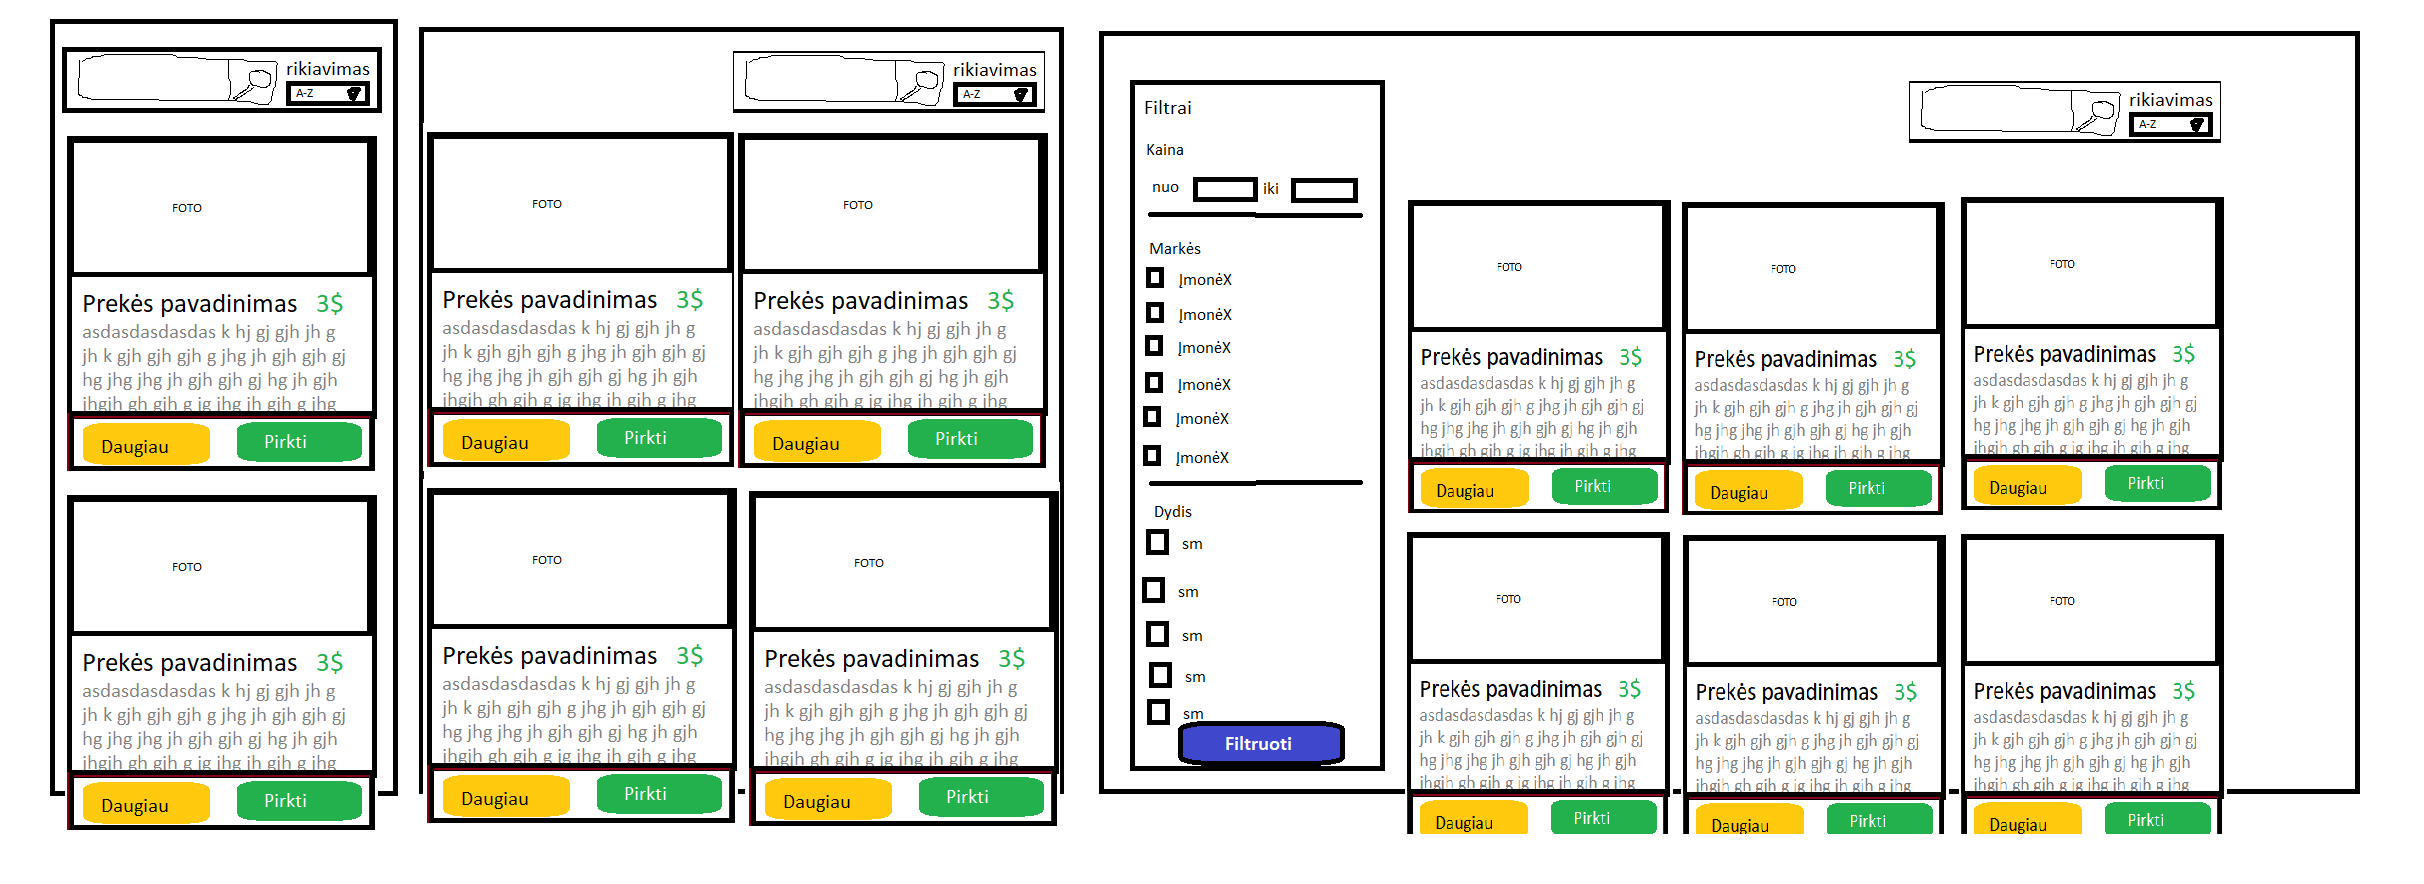 rikiavimas
A-Z
FOTO
Prekės pavadinimas 3$
asdasdasdasdas k hj gj gjh jh g
jh k gjh gjh gjh g jhg jh gjh gjh gj
hg jhg jhg jh gjh gjh gj hg jh gjh
jhgjh gh gjh g jg jhg jh gjh g jhg
Daugiau Pirkti
FOTO
Prekės pavadinimas 3$
asdasdasdasdas k hj gj gjh jh g
jh k gjh gjh gjh g jhg jh gjh gjh gj
hg jhg jhg jh gjh gjh gj hg jh gjh
jhgjh gh gjh g jg jhg jh gjh g jhg
Daugiau Pirkti
rikiavimas
A-Z
FOTO
Prekės pavadinimas 3$
asdasdasdasdas k hj gj gjh jh g
jh k gjh gjh gjh g jhg jh gjh gjh gj
hg jhg jhg jh gjh gjh gj hg jh gjh
jhgjh gh gjh g jg jhg jh gjh g jhg
Daugiau Pirkti
FOTO
Prekės pavadinimas 3$
asdasdasdasdas k hj gj gjh jh g
jh k gjh gjh gjh g jhg jh gjh gjh gj
hg jhg jhg jh gjh gjh gj hg jh gjh
jhgjh gh gjh g jg jhg jh gjh g jhg
Daugiau Pirkti
FOTO
Prekės pavadinimas 3$
asdasdasdasdas k hj gj gjh jh g
jh k gjh gjh gjh g jhg jh gjh gjh gj
hg jhg jhg jh gjh gjh gj hg jh gjh
jhgjh gh gjh g jg jhg jh gjh g jhg
Daugiau Pirkti
FOTO
Prekės pavadinimas 3$
asdasdasdasdas k hj gj gjh jh g
jh k gjh gjh gjh g jhg jh gjh gjh gj
hg jhg jhg jh gjh gjh gj hg jh gjh
jhgjh gh gjh g jg jhg jh gjh g jhg
Daugiau Pirkti
Filtrai
Kaina
nuo iki
Markės
ĮmonėX
ĮmonėX
ĮmonėX
ĮmonėX
ĮmonėX
ĮmonėX
Dydis
sm
sm
sm
sm
sm
Filtruoti
rikiavimas
A-Z
FOTO
Prekės pavadinimas 3$
asdasdasdasdas k hj gj gjh jh g
jh k gjh gjh gjh g jhg jh gjh gjh gj
hg jhg jhg jh gjh gjh gj hg jh gjh
jhgjh gh gjh g jg jhg jh gjh g jhg
Daugiau Pirkti
FOTO
Prekės pavadinimas 3$
asdasdasdasdas k hj gj gjh jh g
jh k gjh gjh gjh g jhg jh gjh gjh gj
hg jhg jhg jh gjh gjh gj hg jh gjh
jhgjh gh gjh g jg jhg jh gjh g jhg
Daugiau Pirkti
FOTO
Prekės pavadinimas 3$
asdasdasdasdas k hj gj gjh jh g
jh k gjh gjh gjh g jhg jh gjh gjh gj
hg jhg jhg jh gjh gjh gj hg jh gjh
jhgjh gh gjh g jg jhg jh gjh g jhg
Daugiau Pirkti
FOTO
Prekės pavadinimas 3$
asdasdasdasdas k hj gj gjh jh g
jh k gjh gjh gjh g jhg jh gjh gjh gj
hg jhg jhg jh gjh gjh gj hg jh gjh
jhgjh gh gjh g jg jhg jh gjh g jhg
Daugiau Pirkti
FOTO
Prekės pavadinimas 3$
asdasdasdasdas k hj gj gjh jh g
jh k gjh gjh gjh g jhg jh gjh gjh gj
hg jhg jhg jh gjh gjh gj hg jh gjh
jhgjh gh gjh g jg jhg jh gjh g jhg
Daugiau Pirkti
FOTO
Prekės pavadinimas 3$
asdasdasdasdas k hj gj gjh jh g
jh k gjh gjh gjh g jhg jh gjh gjh gj
hg jhg jhg jh gjh gjh gj hg jh gjh
jhgjh gh gjh g jg jhg jh gjh g jhg
Daugiau Pirkti